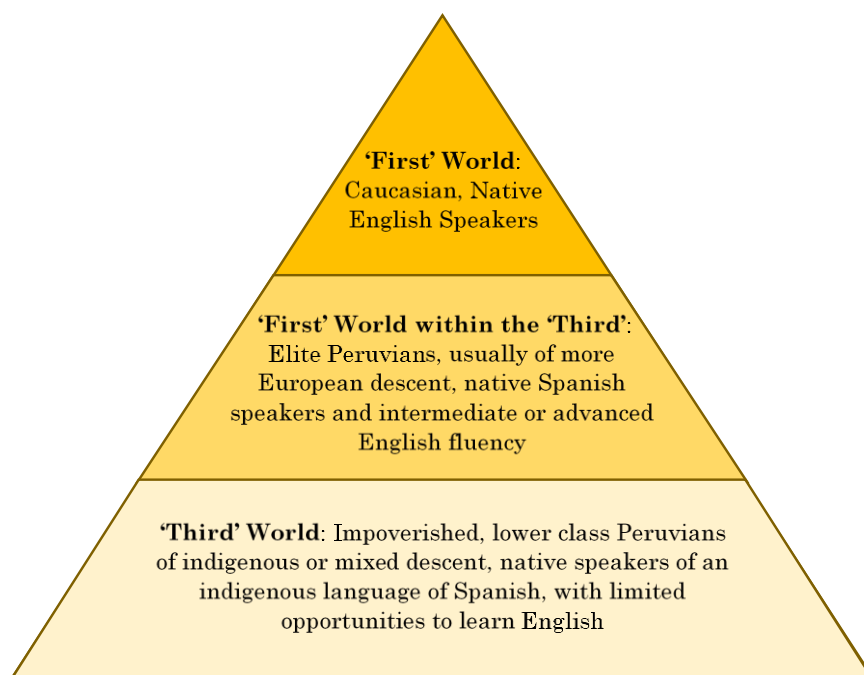 ‘First’ World:
Caucasian, Native
English Speakers
‘First’ World within the ‘Third’:
Elite Peruvians, usually of more
European descent, native Spanish
speakers and intermediate or advanced
English fluency
‘Third’ World: Impoverished, lower class Peruvians
of indigenous or mixed descent, native speakers of an
indigenous language of Spanish, with limited
opportunities to learn English